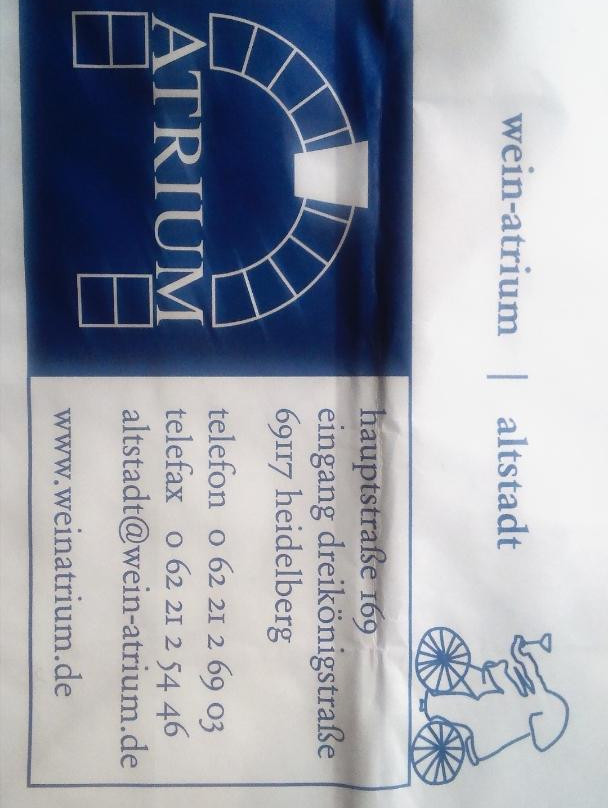 wein-atrium | altstadt
ATRIUM
hauptstraße 169
eingang dreikönigstraße
69117 heidelberg
telefon 0 62 21 2 69 03
telefax 0 62 21 2 54 46
altstadt@wein-atrium.de
www.weinatrium.de